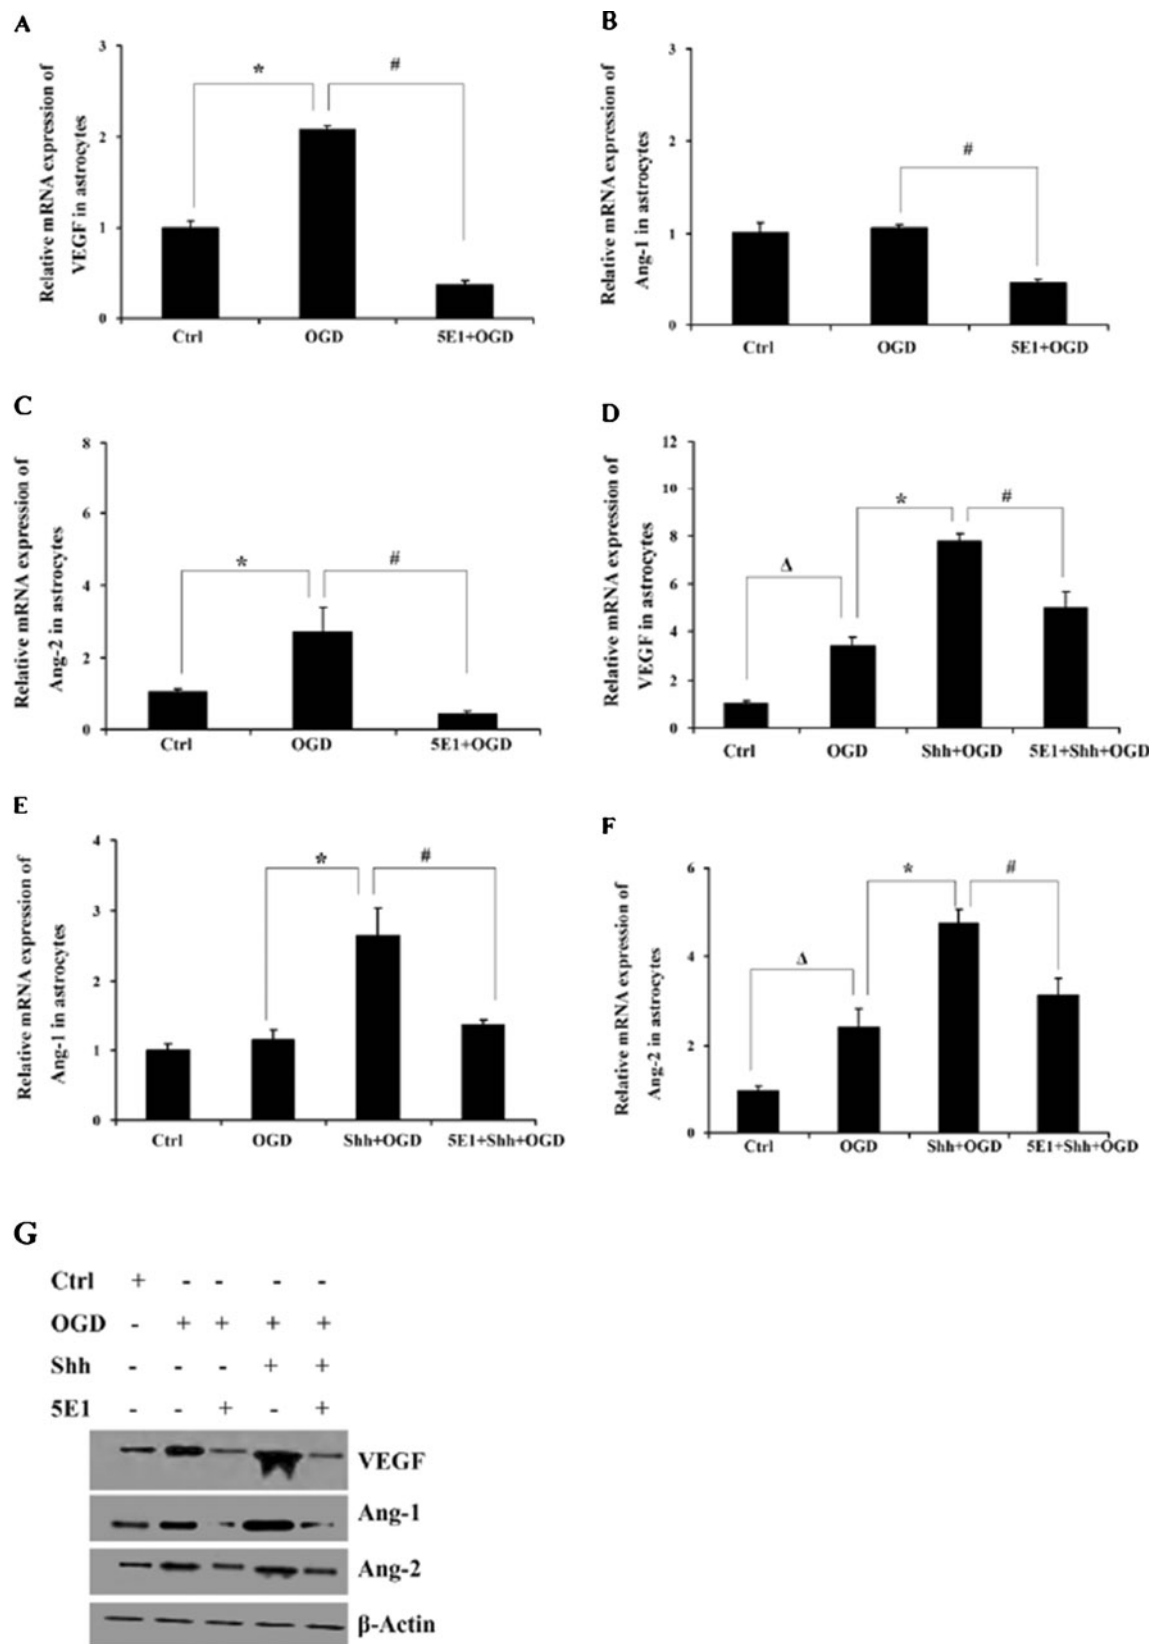 A
Relative mRNA expression of
VEGF in astrocytes
3
2
1
0
*
#
Ctrl OGD 5E1+OGD
B
Relative mRNA expression of
Ang-1 in astrocytes
3
2
1
0
#
Ctrl OGD 5E1+OGD
C
Relative mRNA expression of
Ang-2 in astrocytes
8
6
4
2
0
*
#
Ctrl OGD 5E1+OGD
D
Relative mRNA expression of
VEGF in astrocytes
12
10
8
6
4
2
0
Δ
*
#
Ctrl OGD Shh+OGD 5E1+Shh+OGD
E
Relative mRNA expression of
Ang-1 in astrocytes
4
3
2
1
0
*
#
Ctrl OGD Shh+OGD 5E1+Shh+OGD
F
Relative mRNA expression of
Ang-2 in astrocytes
6
4
2
0
Δ
*
#
Ctrl OGD Shh+OGD 5E1+Shh+OGD
G
Ctrl + - - - -
OGD - + + + +
Shh - - - + +
5E1 - - + - +
VEGF
Ang-1
Ang-2
β-Actin